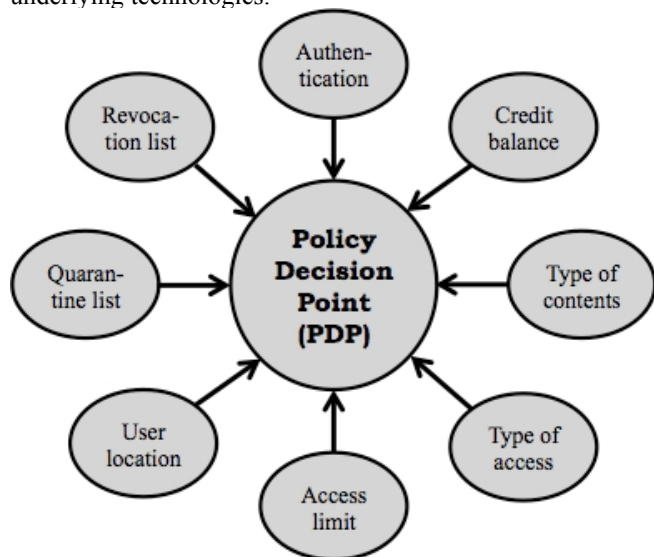 underlying technologies.
Authen-
tication
Revoca-
tion list
Credit
balance
Policy
Decision
Point
(PDP)
Quaran-
tine list
Type of
contents
User
location
Type of
access
Access
limit